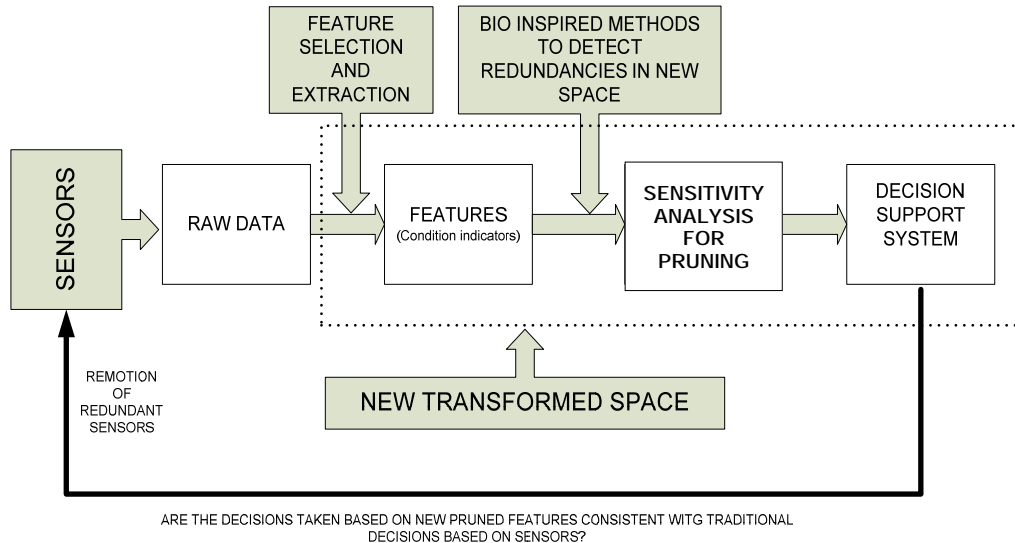 FEATURE
SELECTION
AND
EXTRACTION
BIO INSPIRED METHODS
TO DETECT
REDUNDANCIES IN NEW
SPACE
SENSORS
RAW DATA
FEATURES
(Condition indicators)
SENSITIVITY
ANALYSIS
FOR
PRUNING
DECISION
SUPPORT
SYSTEM
REMOTION
OF
REDUNDANT
SENSORS
NEW TRANSFORMED SPACE
ARE THE DECISIONS TAKEN BASED ON NEW PRUNED FEATURES CONSISTENT WITG TRADITIONAL
DECISIONS BASED ON SENSORS?